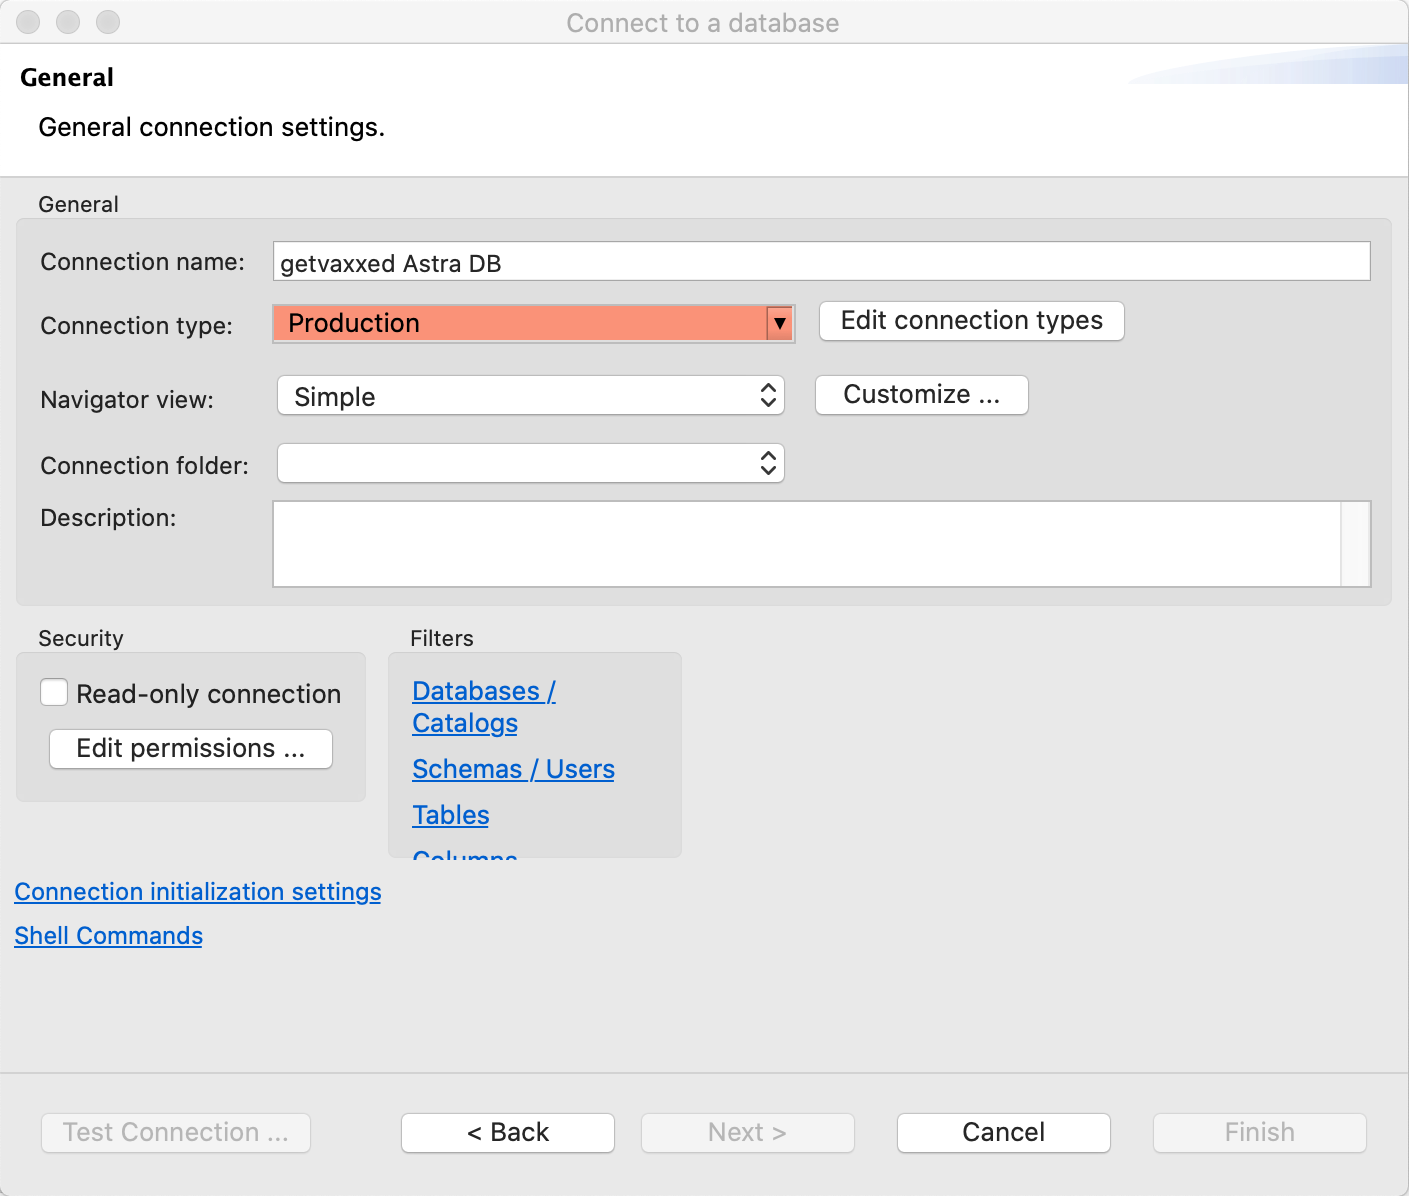 Connect to a database
General
General connection settings.
General
Connection name: getvaxxed Astra DB
Connection type: Production Edit connection types
Navigator view: Simple Customize ...
Connection folder:
Description:
Security
Read-only connection
Edit permissions ...
Filters
Databases /
Catalogs
Schemas / Users
Tables
Columns
Connection initialization settings
Shell Commands
Test Connection ... < Back Next > Cancel Finish